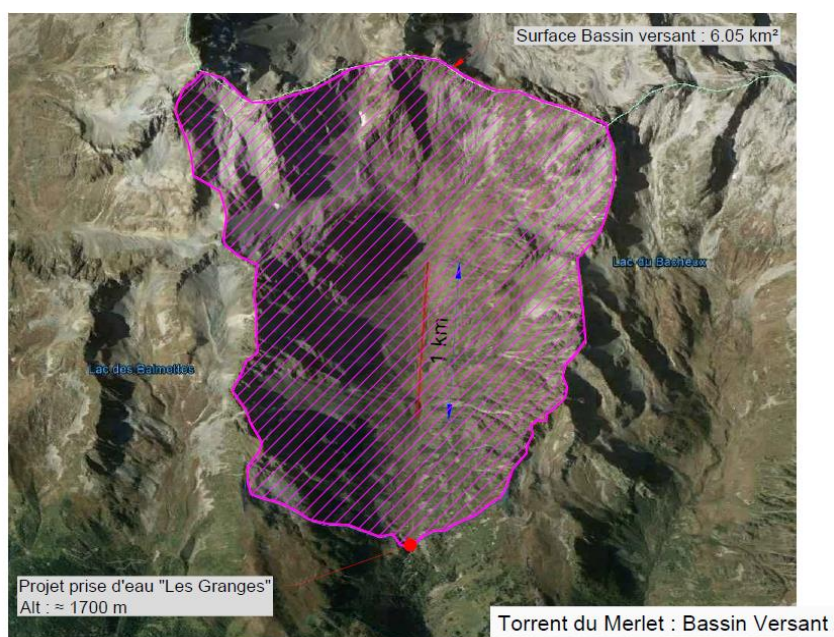 Surface Bassin versant : 6.05 km²
Lac du Bacheux
1 km
Lac des Balmettes
Projet prise d'eau "Les Granges"
Alt : ≈ 1700 m
Torrent du Merlet : Bassin Versant